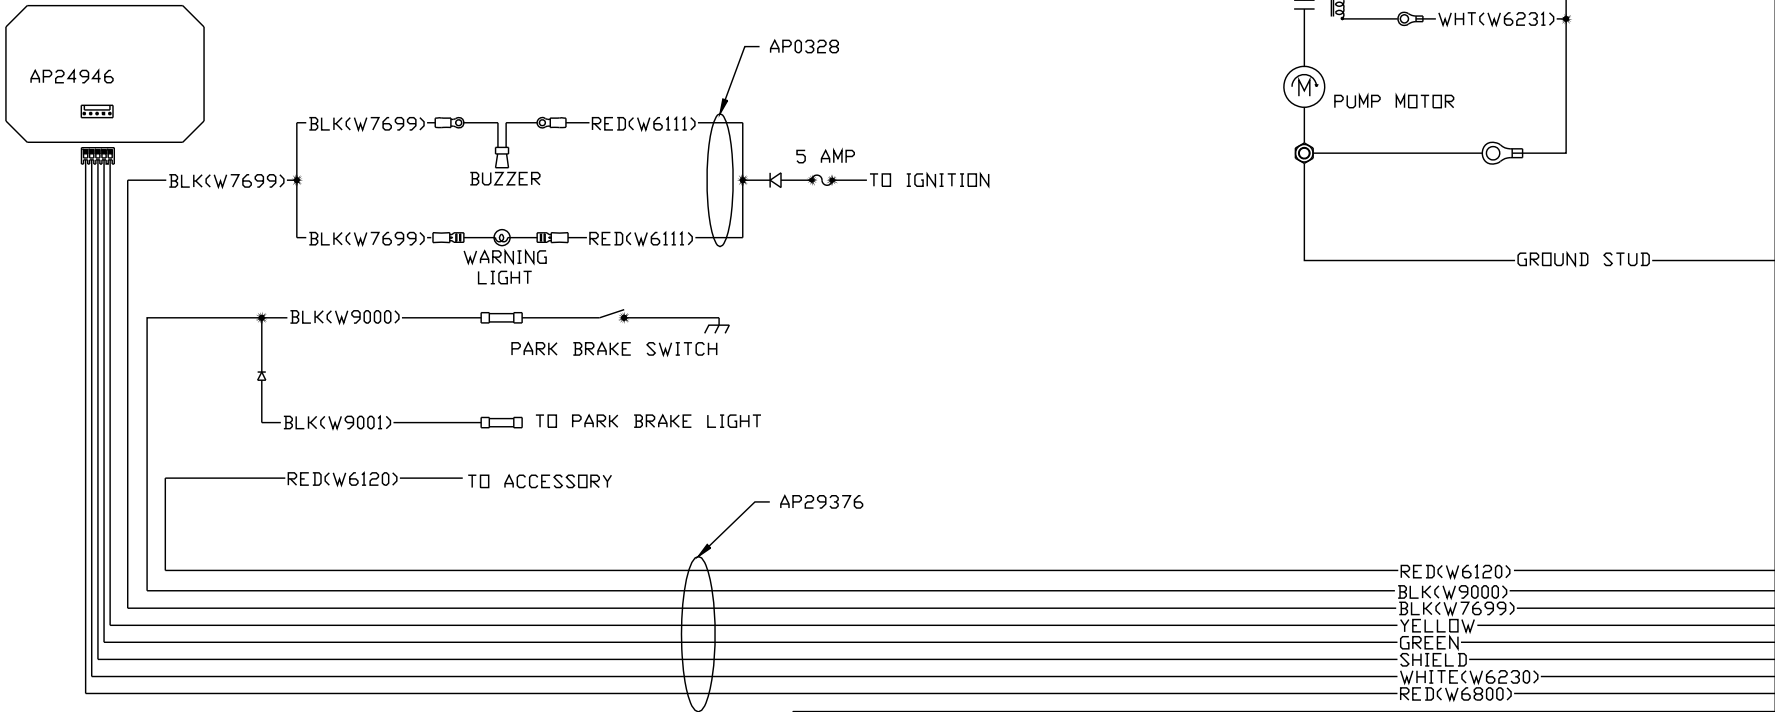 WHT(W6231)
AP0328
AP24946
PUMP MOTOR
BLK(W7699)
RED(W6111)
5 AMP
BUZZER
BLK(W7699)
TO IGNITION
BLK(W7699)
RED(W6111)
WARNING
LIGHT
GROUND STUD
BLK(W9000)
PARK BRAKE SWITCH
BLK(W9001)
TO PARK BRAKE LIGHT
RED(W6120)
TO ACCESSORY
AP29376
RED(W6120)
BLK(W9000)
BLK(W7699)
YELLOW
GREEN
SHIELD
WHITE(W6230)
RED(W6800)
M